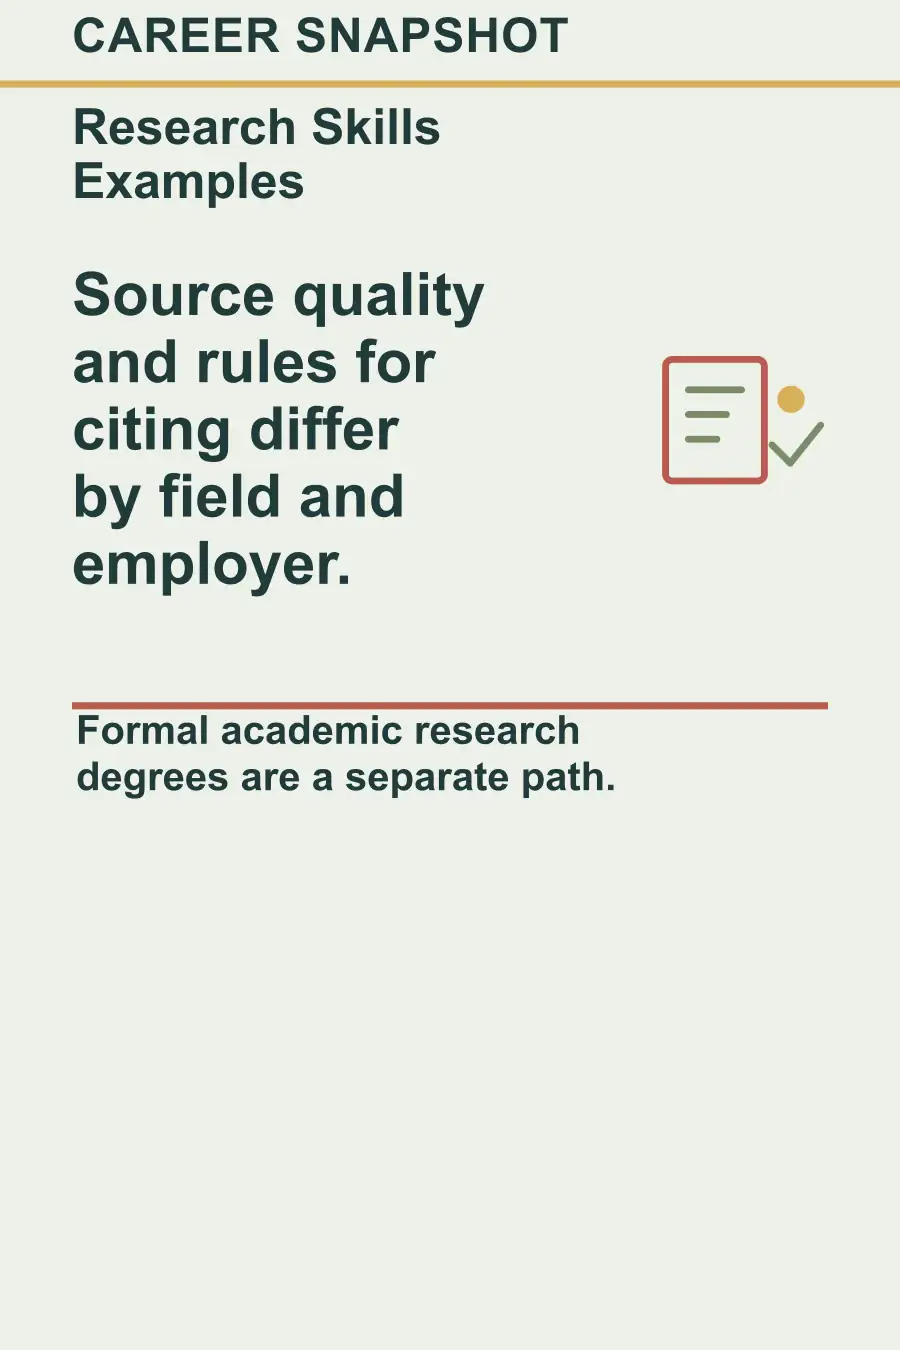 CAREER SNAPSHOT
Research Skills
Examples
Source quality
and rules for
citing differ
by field and
employer.
Formal academic research
degrees are a separate path.